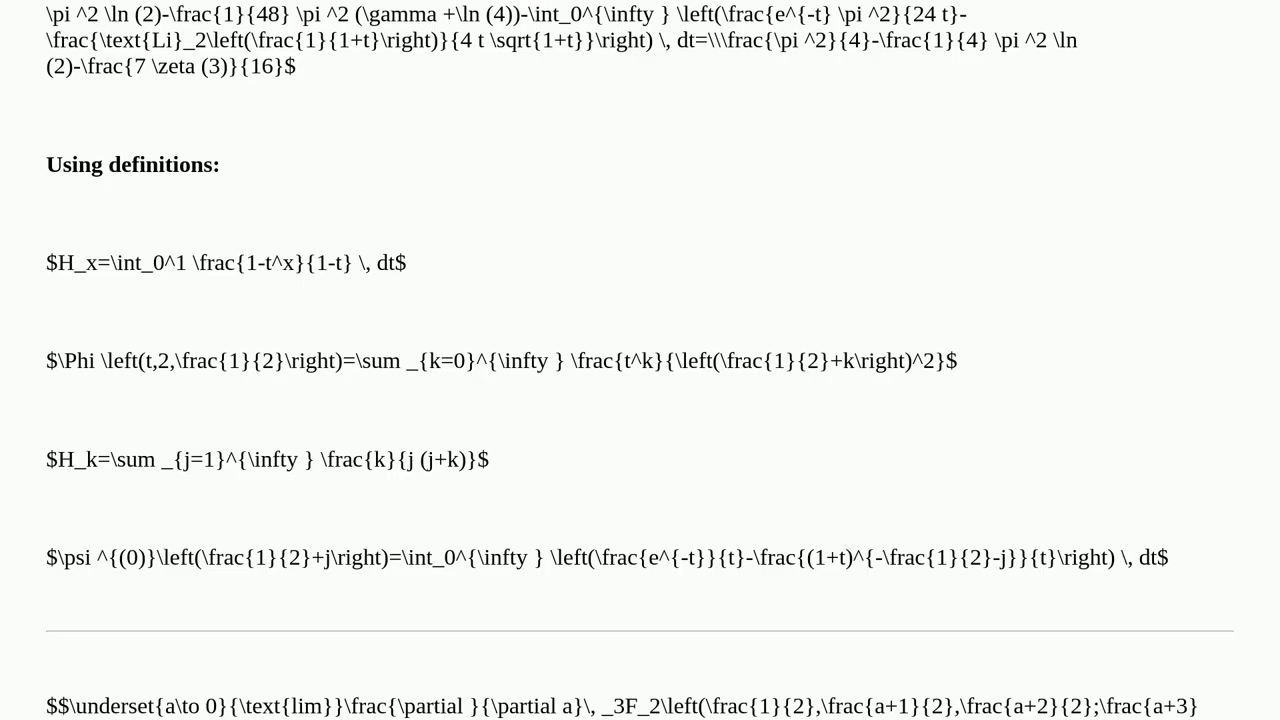 \pi ^2 \ln (2)-\frac{1}{48} \pi ^2 (\gamma +\ln (4))-\int_0^{\infty } \left(\frac{e^{-t} \pi ^2}{24 t}-
\frac{\text{Li}_2\left(\frac{1}{1+t}\right)}{4 t \sqrt{1+t}}\right) \, dt=\\\frac{\pi ^2}{4}-\frac{1}{4} \pi ^2 \ln
(2)-\frac{7 \zeta (3)}{16}$
Using definitions:
$H_x=\int_0^1 \frac{1-t^x}{1-t} \, dt$
$\Phi \left(t,2,\frac{1}{2}\right)=\sum _{k=0}^{\infty } \frac{t^k}{\left(\frac{1}{2}+k\right)^2}$
$H_k=\sum _{j=1}^{\infty } \frac{k}{j (j+k)}$
$\psi ^{(0)}\left(\frac{1}{2}+j\right)=\int_0^{\infty } \left(\frac{e^{-t}}{t}-\frac{(1+t)^{-\frac{1}{2}-j}}{t}\right) \, dt$
$$\underset{a\to 0}{\text{lim}}\frac{\partial }{\partial a}\, _3F_2\left(\frac{1}{2},\frac{a+1}{2},\frac{a+2}{2};\frac{a+3}